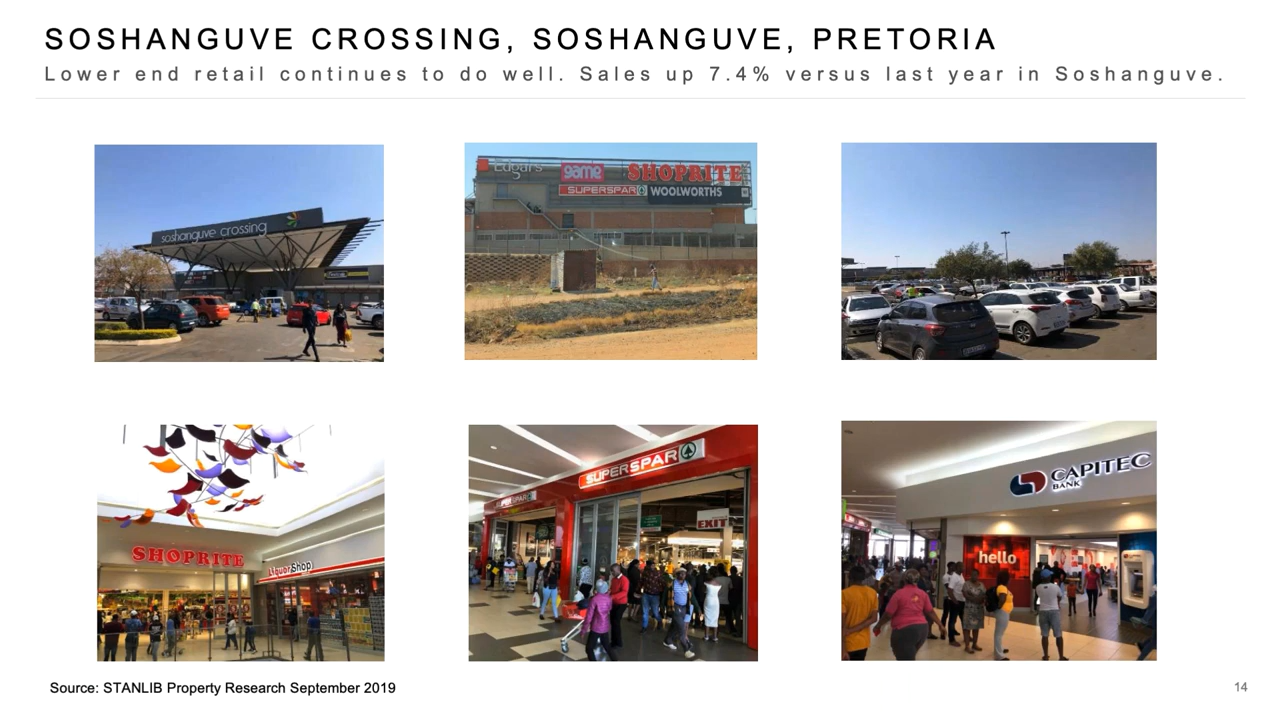 SOSHANGUVE CROSSING, SOSHANGUVE, PRETORIA
Lower end retail continues to do well. Sales up 7.4% versus last year in Soshanguve.
soshanguve crossing
Edgars game SHOPRITE
SUPERSPAR WOOLWORTHS
SHOPRITE
LiquorShop
SUPERSPAR
SUPERSPAR
EXIT
CAPITEC
BANK
hello
Source: STANLIB Property Research September 2019
14